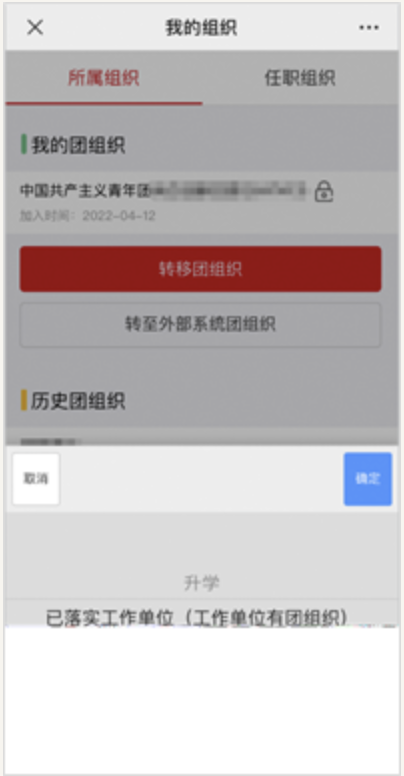 我的组织
所属组织 任职组织
我的团组织
中国共产主义青年团
加入时间：2022-04-12
转移团组织
转至外部系统团组织
历史团组织
取消 确定
升学
已落实工作单位（工作单位有团组织）